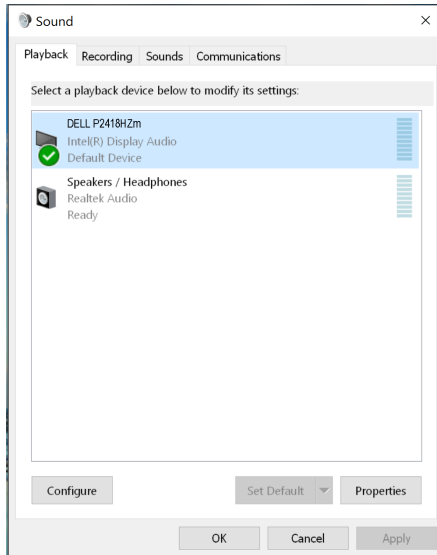 Sound
Playback Recording Sounds Communications
Select a playback device below to modify its settings:
DELL P2418HZm
Intel(R) Display Audio
Default Device
Speakers / Headphones
Realtek Audio
Ready
Configure Set Default Properties
OK Cancel Apply